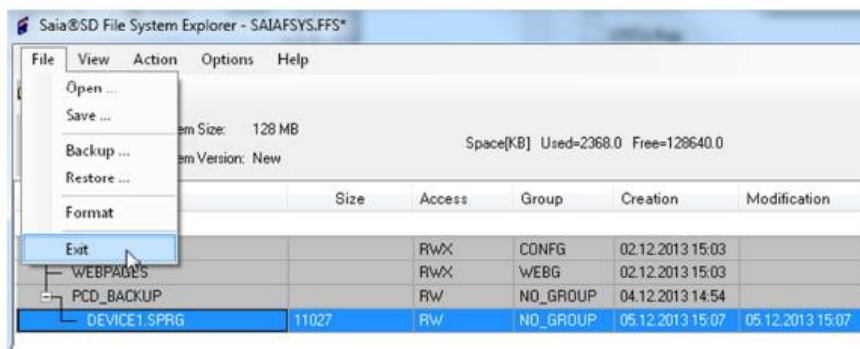 Saia®SD File System Explorer - SAIAFSYS.FFS*
File View Action Options Help
Open ...
Save ...
em Size: 128 MB
Space[KB] Used=2368.0 Free=128640.0
Backup ...
em Version: New
Restore ...
Size Access Group Creation Modification
Format
Exit RWX CONFG 02.12.2013 15:03
WEBPAGES RWX WEBG 02.12.2013 15:03
PCD_BACKUP RW NO_GROUP 04.12.2013 14:54
DEVICE1.SPRG 11027 RW NO_GROUP 05.12.2013 15:07 05.12.2013 15:07